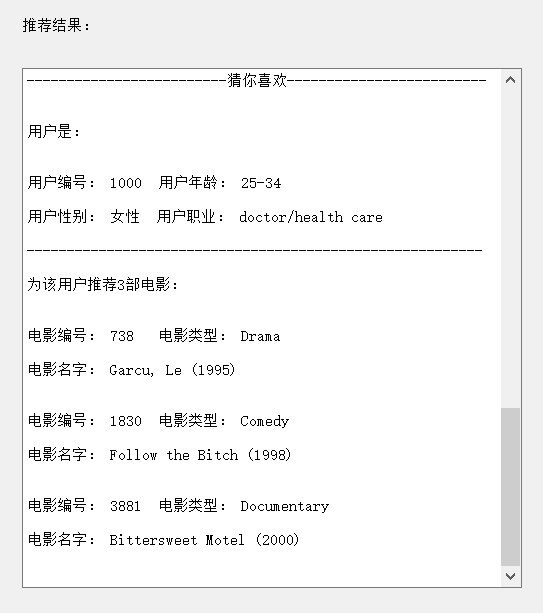 推荐结果：
-------------------------猜你喜欢-------------------------
用户是：
用户编号： 1000 用户年龄： 25-34
用户性别： 女性 用户职业： doctor/health care
---------------------------------------------------------
为该用户推荐3部电影：
电影编号： 738 电影类型： Drama
电影名字： Garcu, Le (1995)
电影编号： 1830 电影类型： Comedy
电影名字： Follow the Bitch (1998)
电影编号： 3881 电影类型： Documentary
电影名字： Bittersweet Motel (2000)